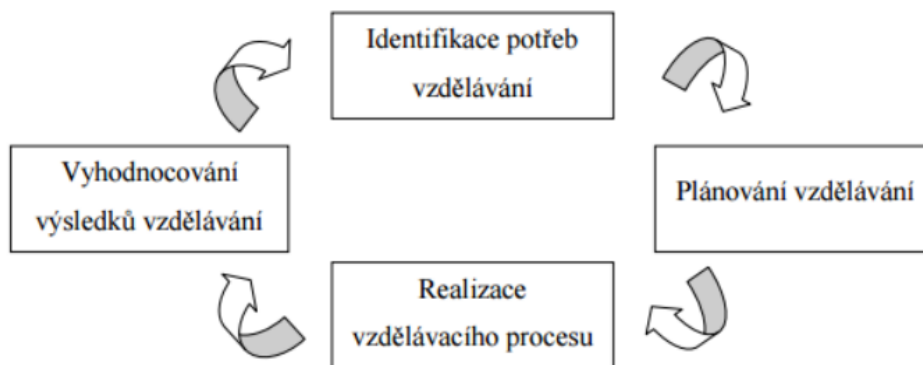 Identifikace potřeb
vzdělávání
Vyhodnocování
výsledků vzdělávání
Plánování vzdělávání
Realizace
vzdělávacího procesu